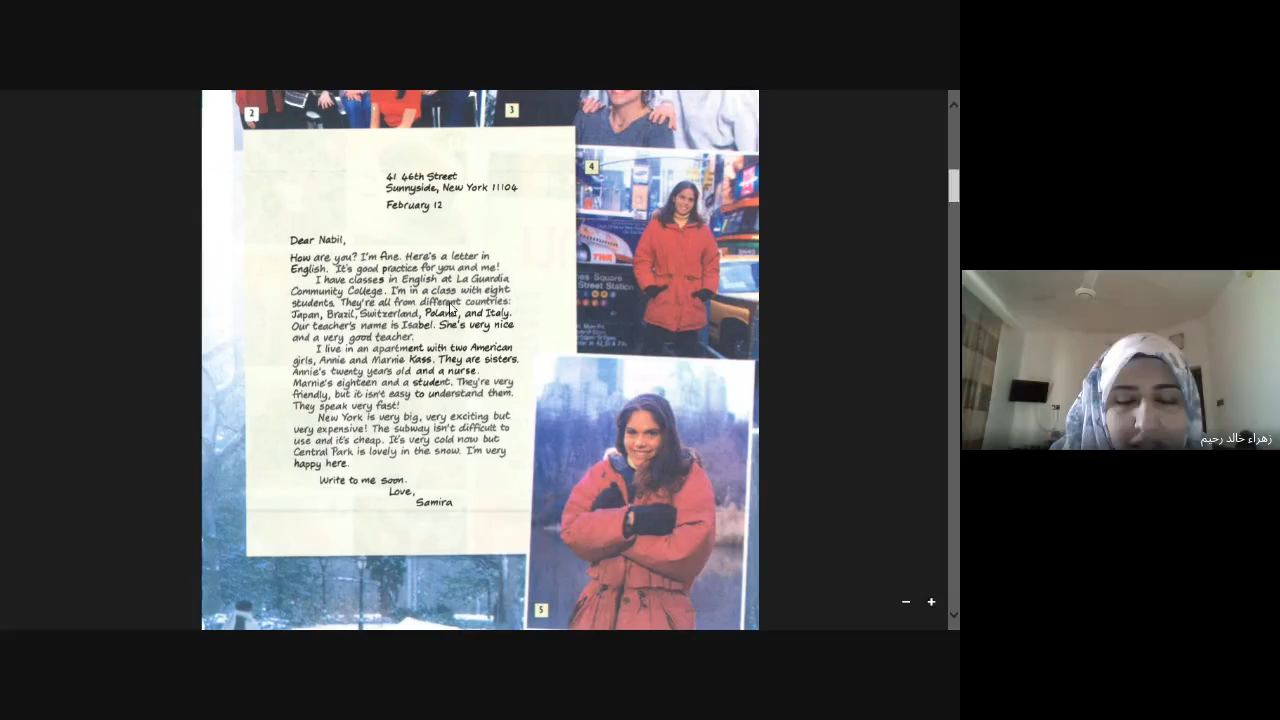 2
3
4
41 46th Street
Sunnyside, New York 11104
February 12
Dear Nabil,
How are you? I'm fine. Here's a letter in
English. It's good practice for you and me!
I have classes in English at La Guardia
Community College. I'm in a class with eight
students. They're all from different countries:
Japan, Brazil, Switzerland, Poland, and Italy.
Our teacher's name is Isabel. She's very nice
and a very good teacher.
I live in an apartment with two American
girls, Annie and Marnie Kass. They are sisters.
Annie's twenty years old and a nurse.
Marnie's eighteen and a student. They're very
friendly, but it isn't easy to understand them.
They speak very fast!
New York is very big, very exciting but
very expensive! The subway isn't difficult to
use and it's cheap. It's very cold now but
Central Park is lovely in the snow. I'm very
happy here.
Write to me soon.
Love,
Samira
TWA
es Square
Street Station
5
زهراء خالد رحيم